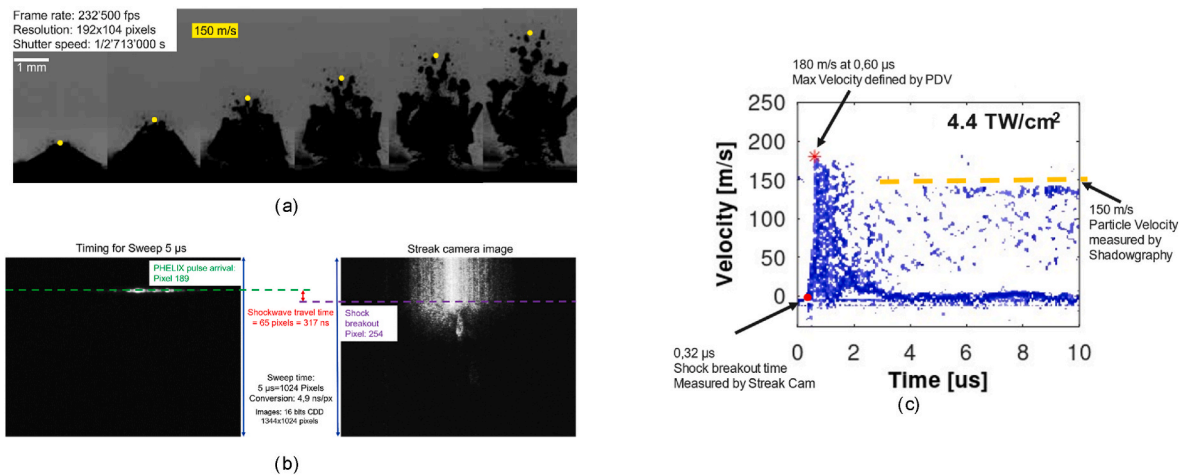 Frame rate: 232'500 fps
Resolution: 192x104 pixels
Shutter speed: 1/2'713'000 s
1 mm
150 m/s
(a)
Timing for Sweep 5 µs
PHELIX pulse arrival:
Pixel 189
Shockwave travel time
= 65 pixels = 317 ns
Sweep time:
5 µs=1024 Pixels
Conversion: 4,9 ns/px
Images: 16 bits CDD
1344x1024 pixels
Streak camera image
Shock
breakout
Pixel: 254
(b)
180 m/s at 0,60 µs
Max Velocity defined by PDV
4.4 TW/cm²
Velocity [m/s]
250
200
150
100
50
0
0 2 4 6 8 10
Time [us]
150 m/s
Particle Velocity
measured by
Shadowgraphy
0,32 µs
Shock breakout time
Measured by Streak Cam
(c)